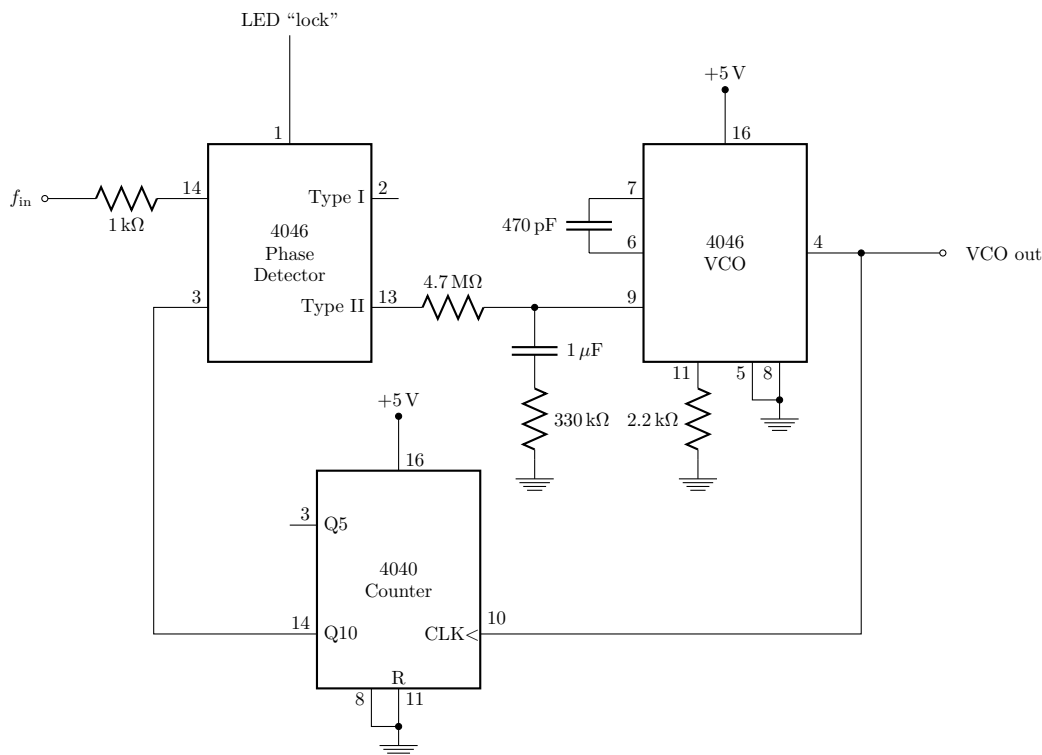 LED “lock”
+5 V
1
16
f_in
1 kΩ
14
Type I
2
4046
Phase
Detector
3
Type II
13
4.7 MΩ
7
470 pF
6
4046
VCO
4
VCO out
9
1 µF
330 kΩ
11
2.2 kΩ
5
8
+5 V
16
3
Q5
4040
Counter
14
Q10
CLK<
10
R
8
11